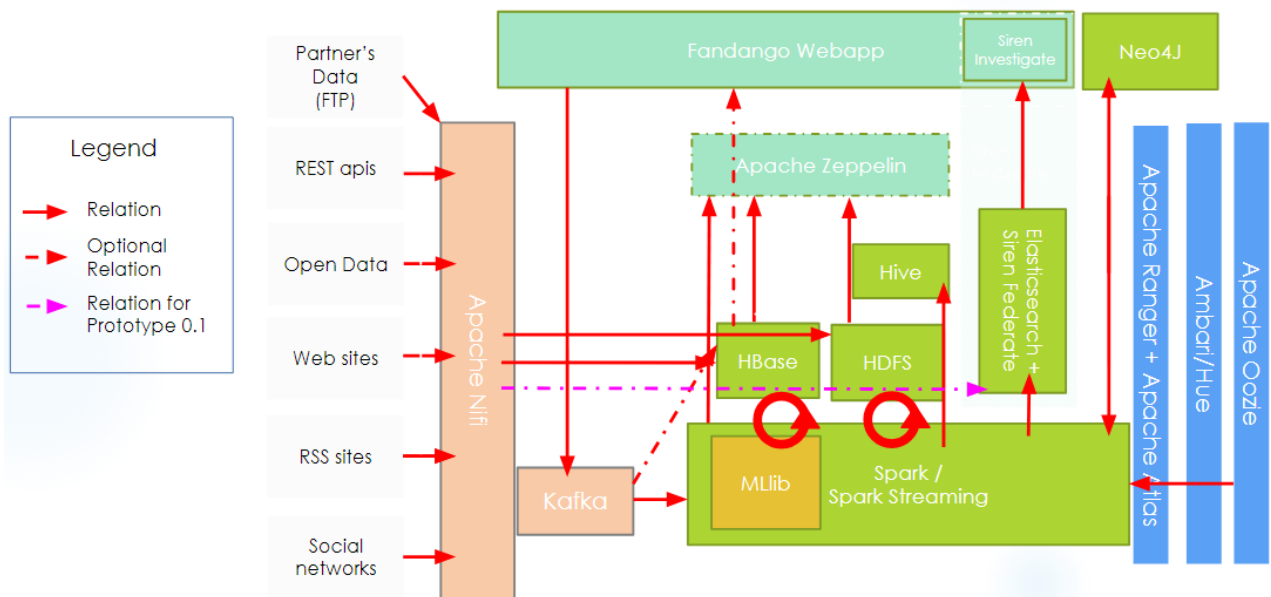 Legend
Relation
Optional
Relation
Relation for
Prototype 0.1
Partner's
Data
(FTP)
REST apis
Open Data
Web sites
RSS sites
Social
networks
Apache Nifi
Fandango Webapp
Siren
Investigate
Neo4J
Apache Zeppelin
Hive
HBase
HDFS
Elasticsearch +
Siren Federate
Kafka
MLlib
Spark /
Spark Streaming
Apache Ranger + Apache Atlas
Ambari/Hue
Apache Oozie